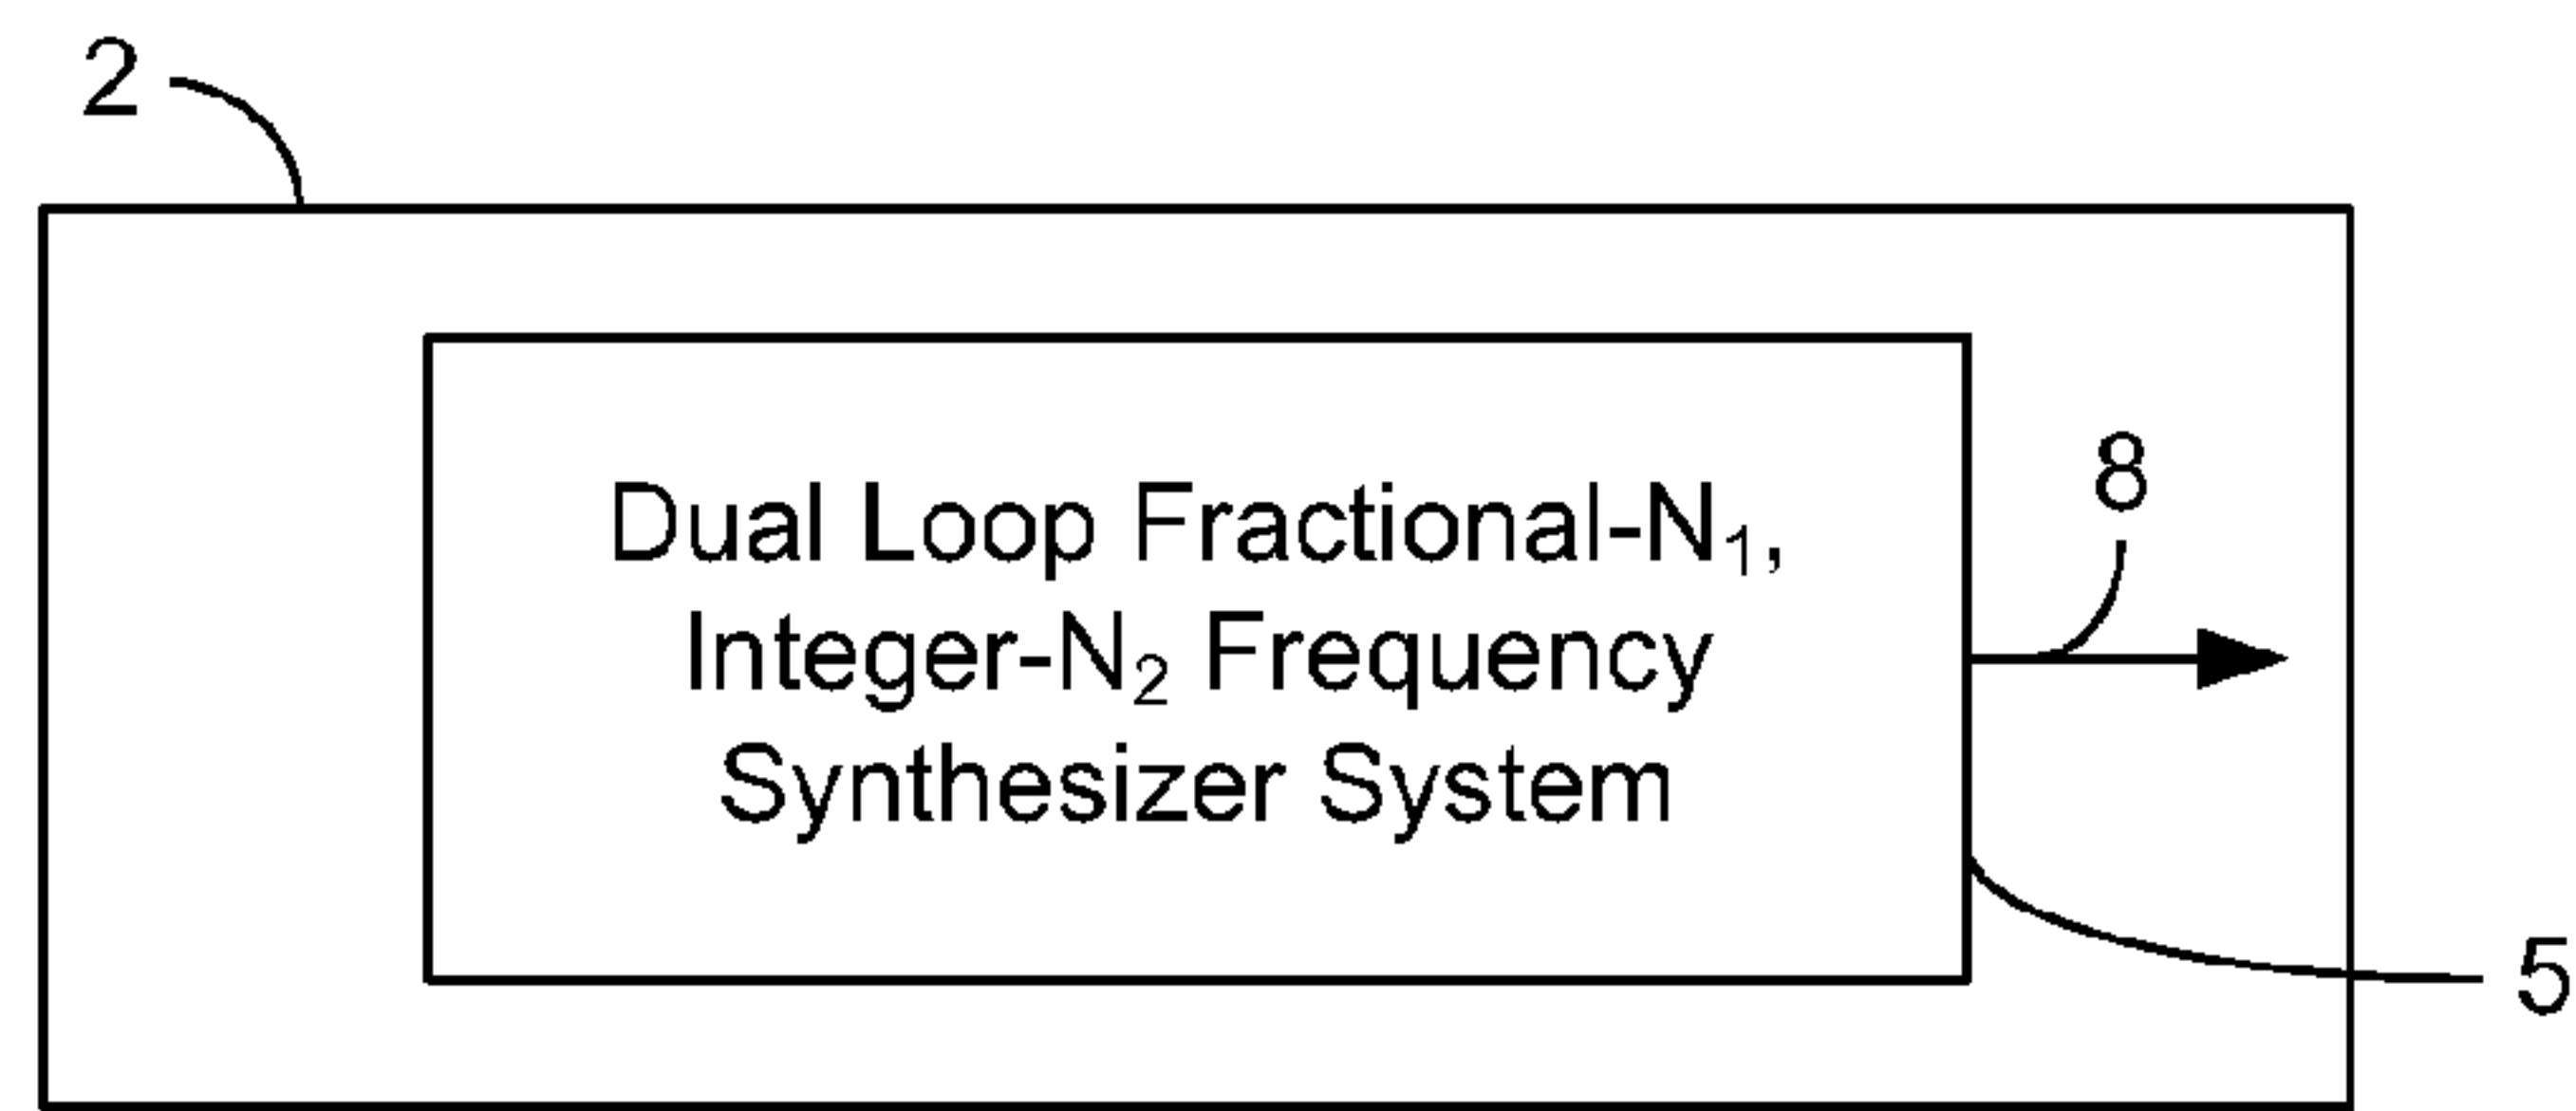 2
Dual Loop Fractional-N₁,
8
Integer-N₂ Frequency
Synthesizer System
5